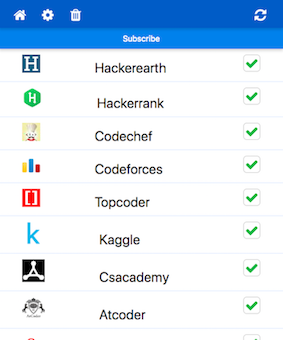 Subscribe
H Hackerearth
H Hackerrank
Codechef
Codeforces
[] Topcoder
k Kaggle
Csacademy
Atcoder